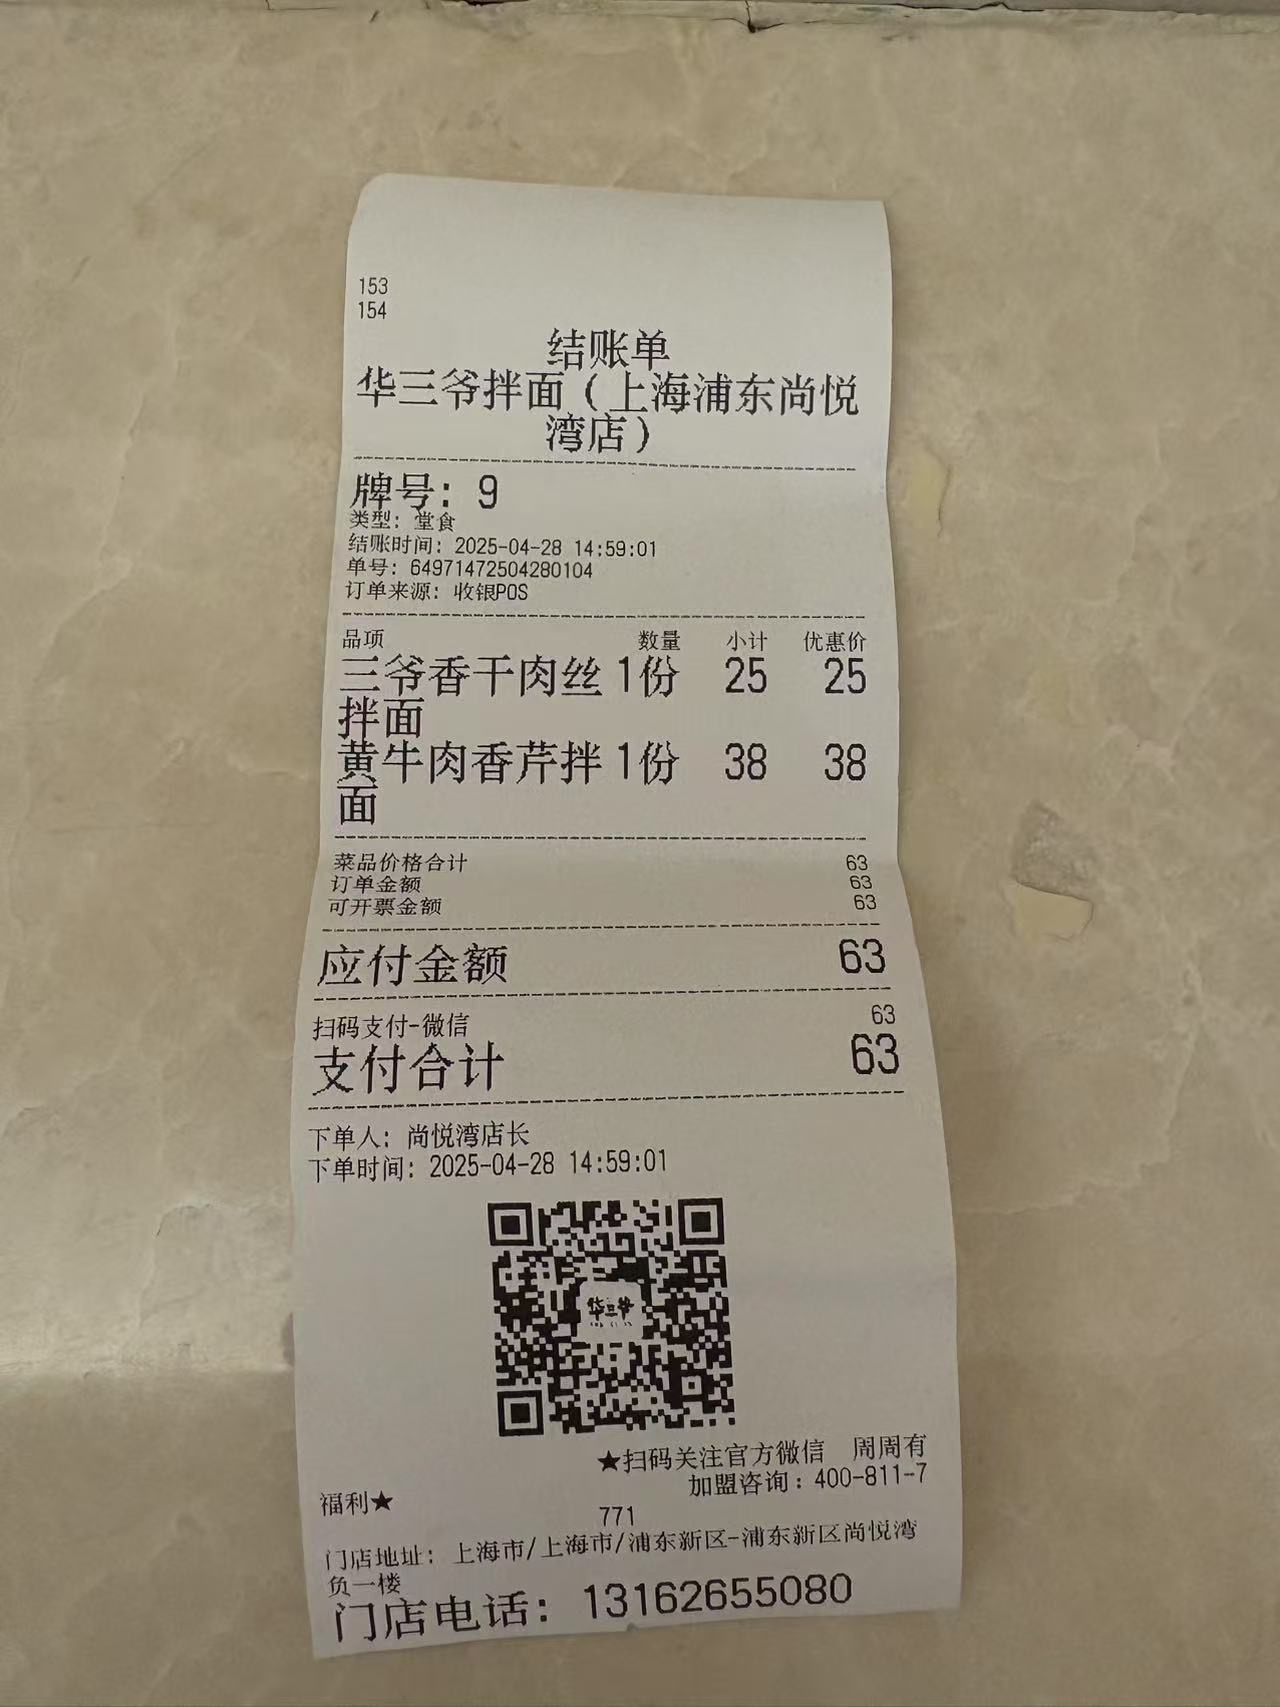 153
154
结账单
华三爷拌面（上海浦东尚悦
湾店）
牌号：9
类型：堂食
结账时间：2025-04-28 14:59:01
单号：64971472504280104
订单来源：收银POS
品项 数量 小计 优惠价
三爷香干肉丝 1份 25 25
拌面
黄牛肉香芹拌 1份 38 38
面
菜品价格合计 63
订单金额 63
可开票金额 63
应付金额 63
扫码支付-微信 63
支付合计 63
下单人：尚悦湾店长
下单时间：2025-04-28 14:59:01
华三爷
★扫码关注官方微信 周周有
福利★ 加盟咨询：400-811-7
771
门店地址：上海市/上海市/浦东新区-浦东新区尚悦湾
负一楼
门店电话：13162655080